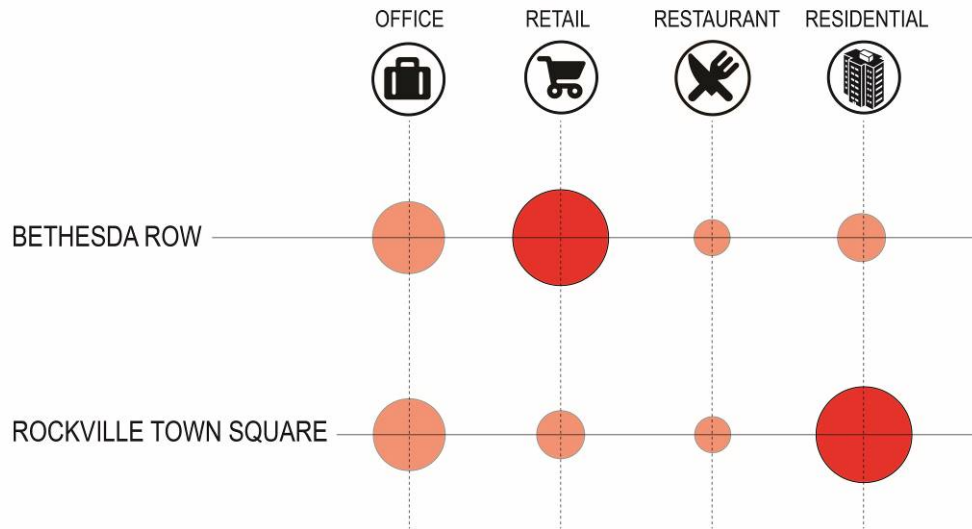 OFFICE RETAIL RESTAURANT RESIDENTIAL
BETHESDA ROW
ROCKVILLE TOWN SQUARE